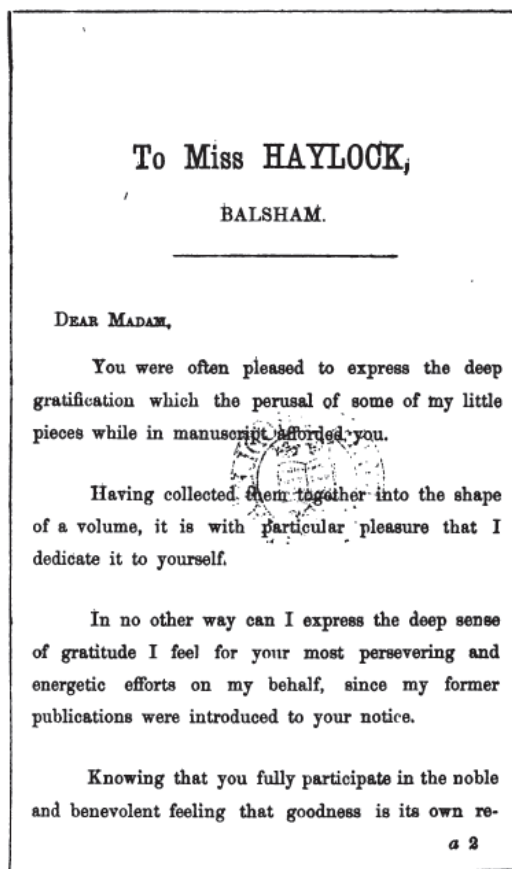 To Miss HAYLOCK,
BALSHAM.
DEAR MADAM,
You were often pleased to express the deep
gratification which the perusal of some of my little
pieces while in manuscript afforded you.
Having collected them together into the shape
of a volume, it is with particular pleasure that I
dedicate it to yourself.
In no other way can I express the deep sense
of gratitude I feel for your most persevering and
energetic efforts on my behalf, since my former
publications were introduced to your notice.
Knowing that you fully participate in the noble
and benevolent feeling that goodness is its own re-
a 2